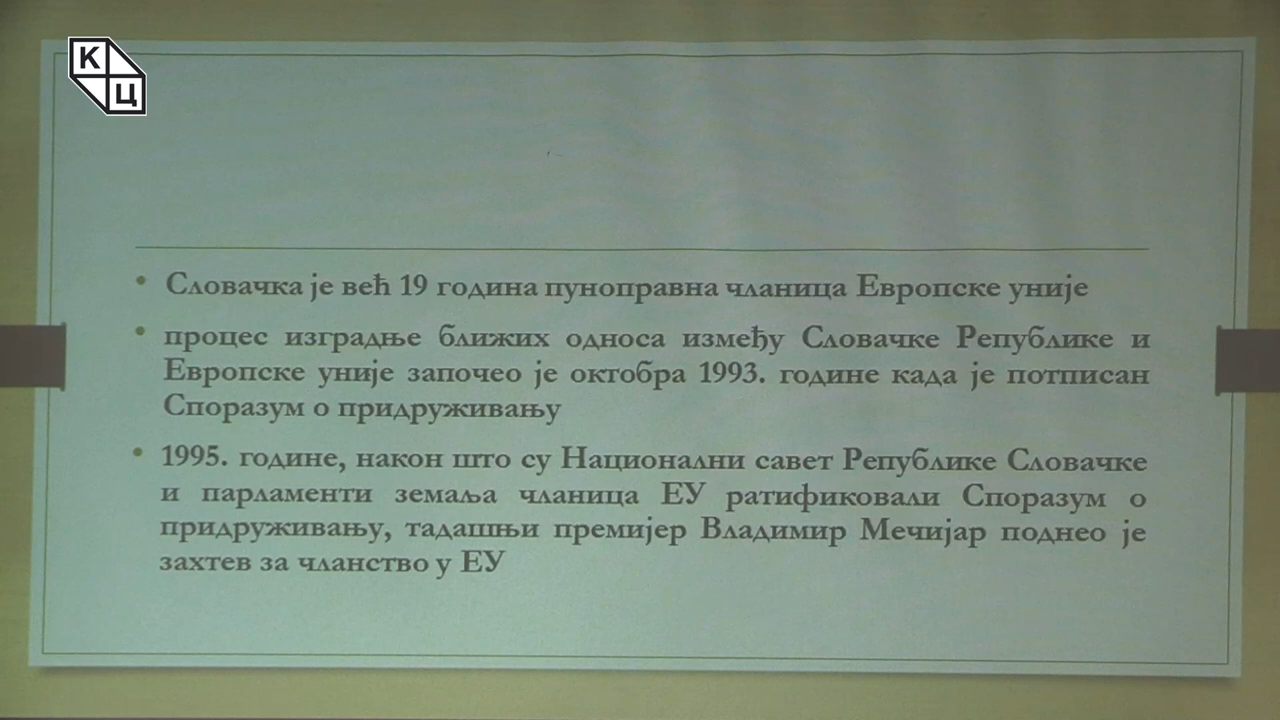 К
Ц
• Словачка је већ 19 година пуноправна чланица Европске уније
• процес изградње ближих односа између Словачке Републике и
Европске уније започео је октобра 1993. године када је потписан
Споразум о придруживању
• 1995. године, након што су Национални савет Републике Словачке
и парламенти земаља чланица ЕУ ратификовали Споразум о
придруживању, тадашњи премијер Владимир Мечијар поднео је
захтев за чланство у ЕУ